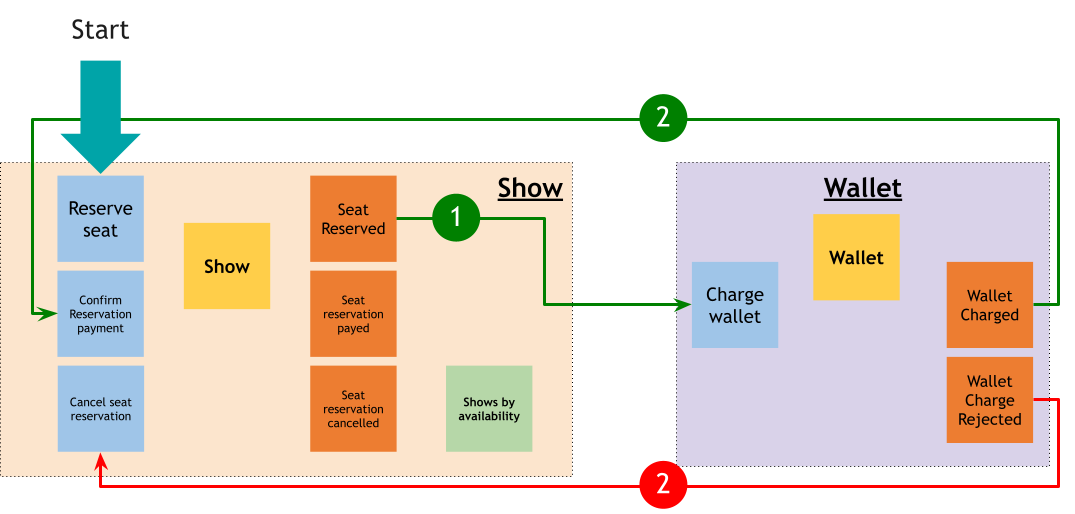 Start
2
Show
Wallet
Reserve
seat
Seat
Reserved
1
Show
Wallet
Confirm
Reservation
payment
Seat
reservation
payed
Charge
wallet
Wallet
Charged
Cancel seat
reservation
Seat
reservation
cancelled
Shows by
availability
Wallet
Charge
Rejected
2